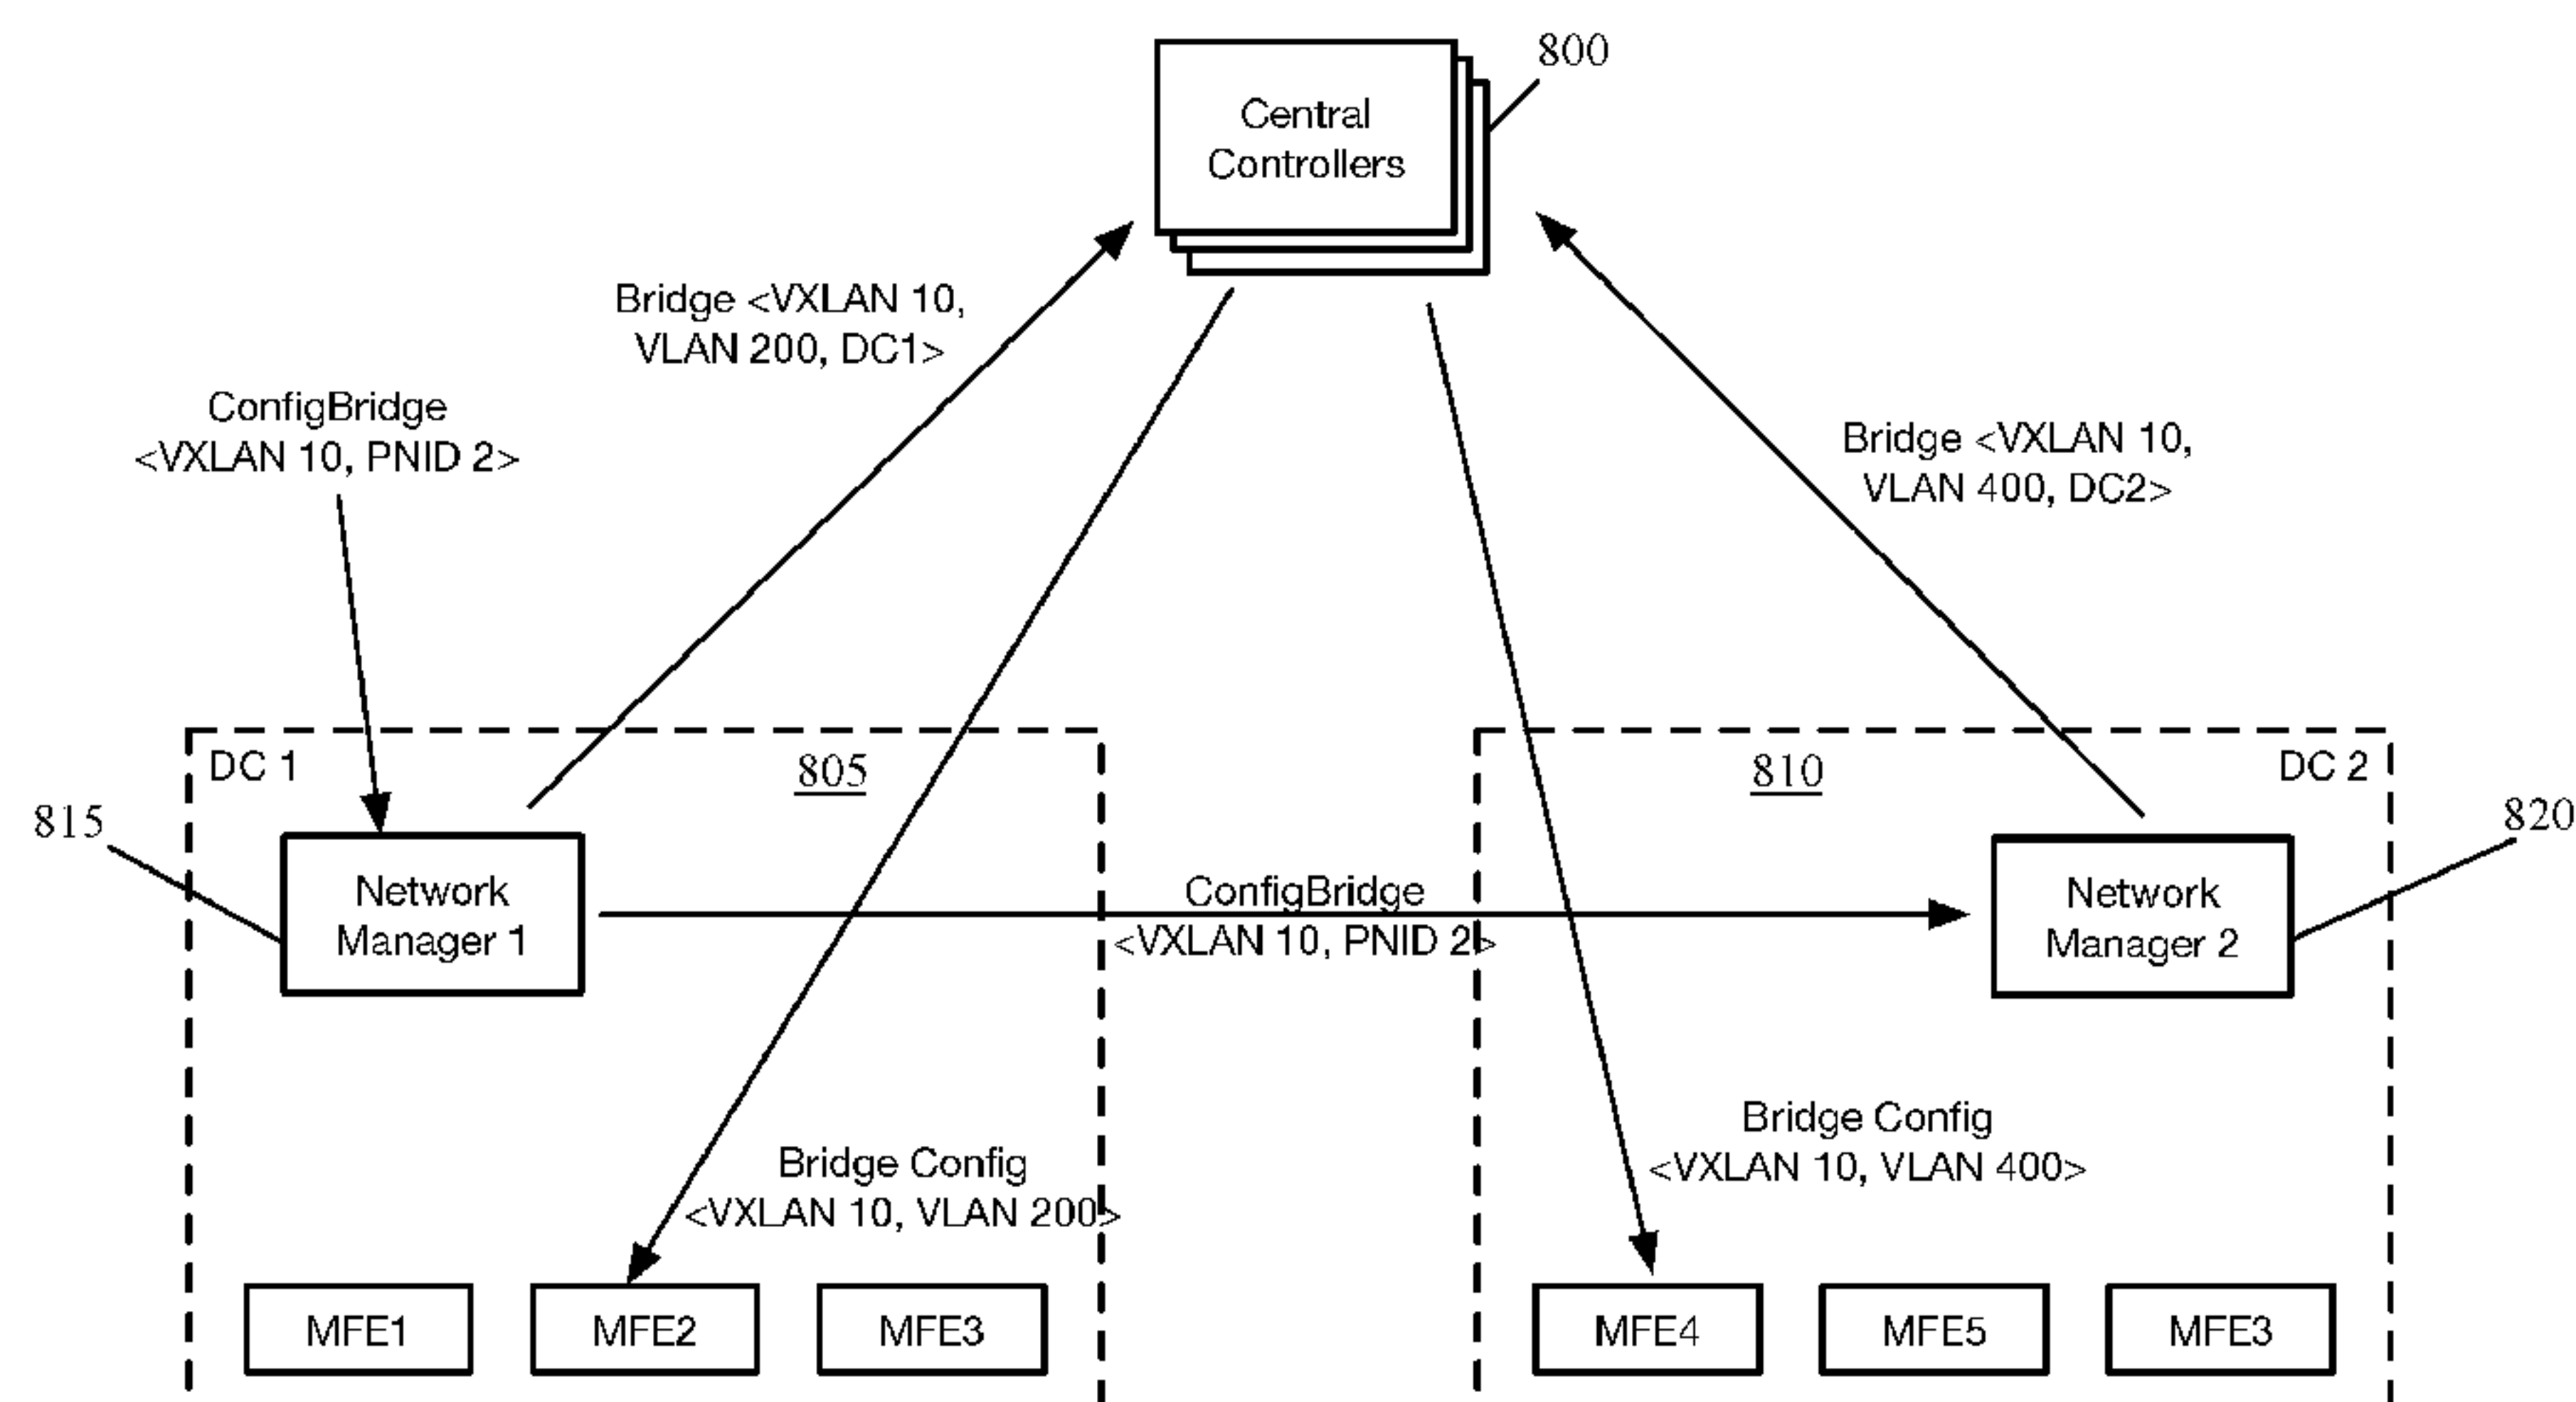 800
Central
Controllers
Bridge <VXLAN 10,
VLAN 200, DC1>
ConfigBridge
<VXLAN 10, PNID 2>
Bridge <VXLAN 10,
VLAN 400, DC2>
DC 1
805
810
DC 2
815
820
Network
Manager 1
ConfigBridge
<VXLAN 10, PNID 2>
Network
Manager 2
Bridge Config
<VXLAN 10, VLAN 200>
Bridge Config
<VXLAN 10, VLAN 400>
MFE1
MFE2
MFE3
MFE4
MFE5
MFE3